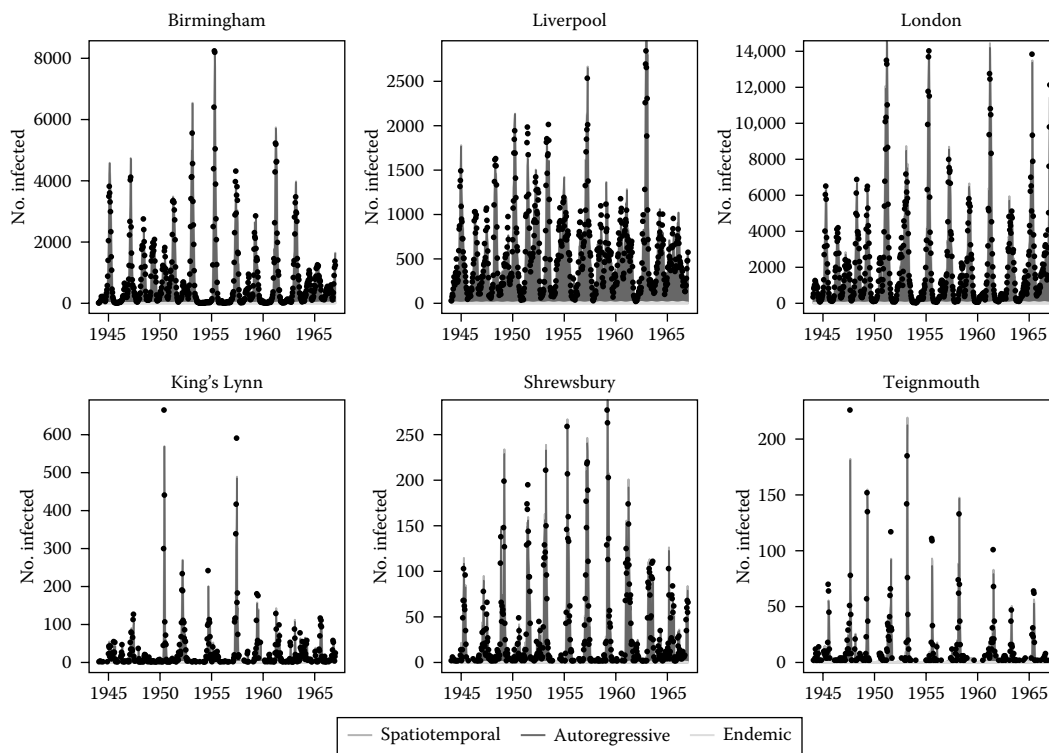 Birmingham
Liverpool
London
No. infected
8000
6000
4000
2000
0
1945 1950 1955 1960 1965
No. infected
2500
2000
1500
1000
500
0
1945 1950 1955 1960 1965
No. infected
14,000
12,000
10,000
8000
6000
4000
2000
0
1945 1950 1955 1960 1965
King's Lynn
Shrewsbury
Teignmouth
No. infected
600
500
400
300
200
100
0
1945 1950 1955 1960 1965
No. infected
250
200
150
100
50
0
1945 1950 1955 1960 1965
No. infected
200
150
100
50
0
1945 1950 1955 1960 1965
Spatiotemporal Autoregressive Endemic